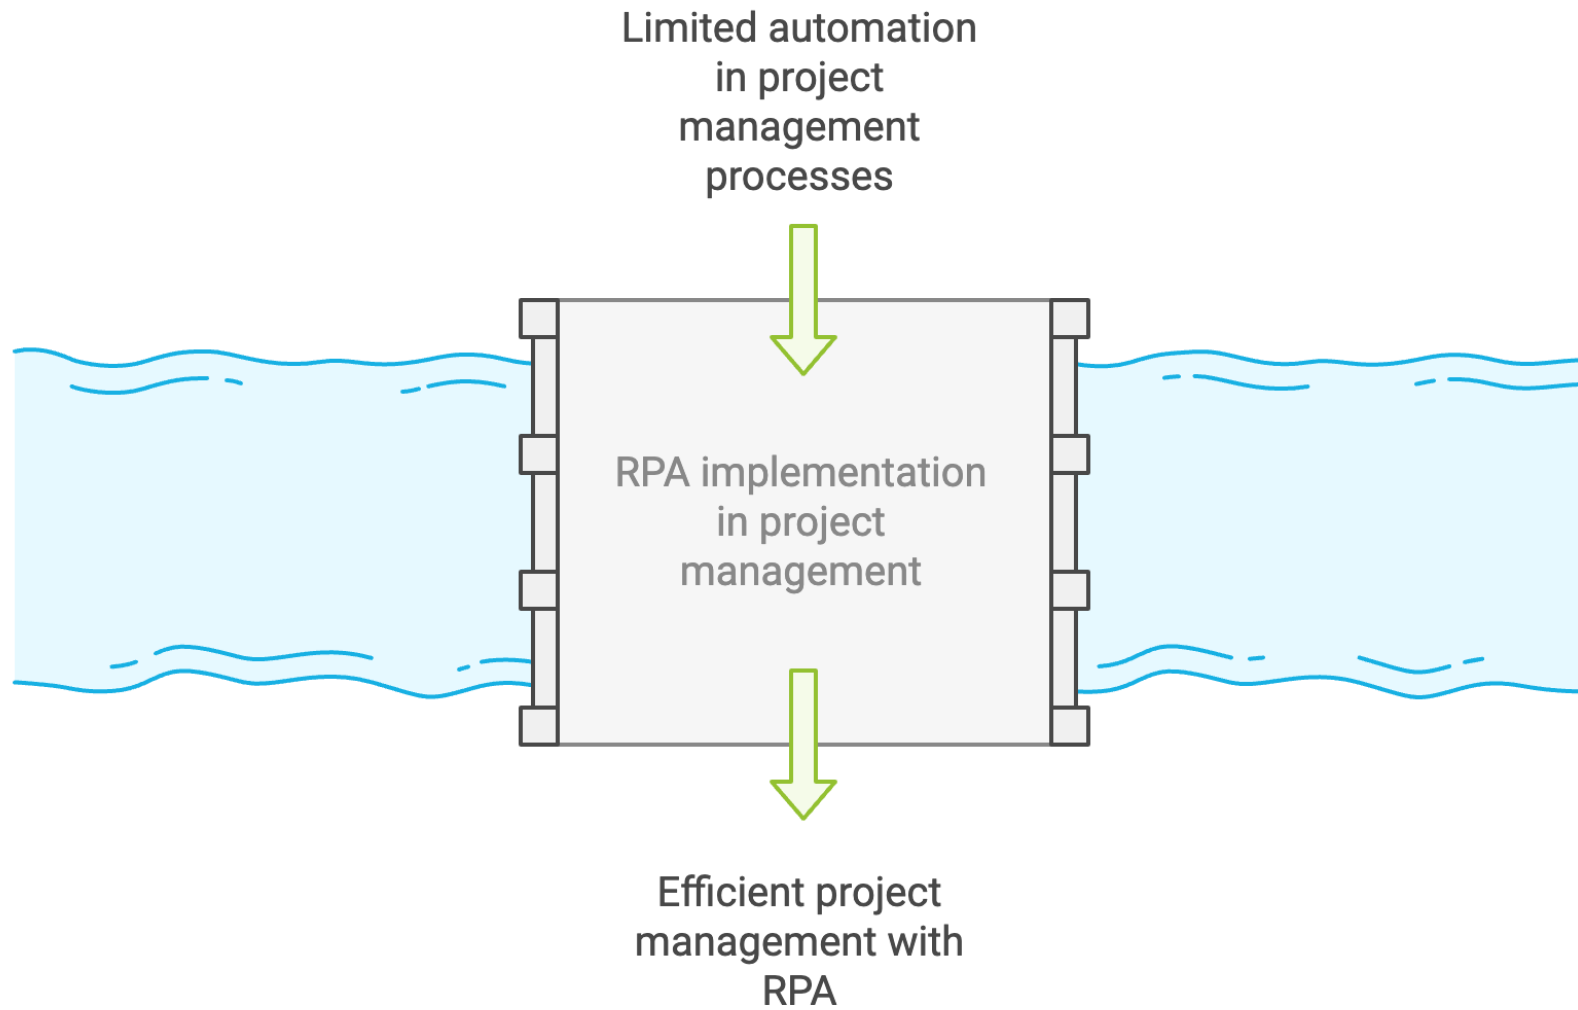 Limited automation
in project
management
processes
RPA implementation
in project
management
Efficient project
management with
RPA